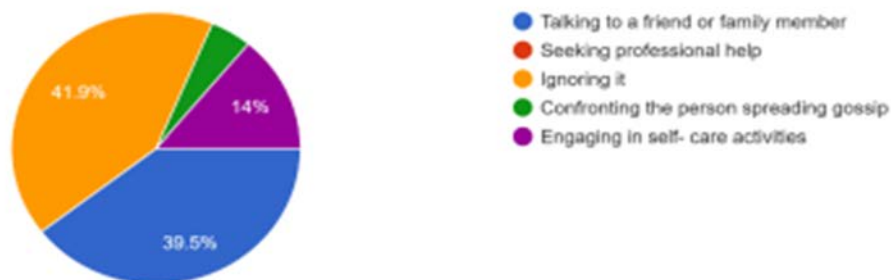 Talking to a friend or family member
Seeking professional help
Ignoring it
Confronting the person spreading gossip
Engaging in self- care activities
41.9%
14%
39.5%